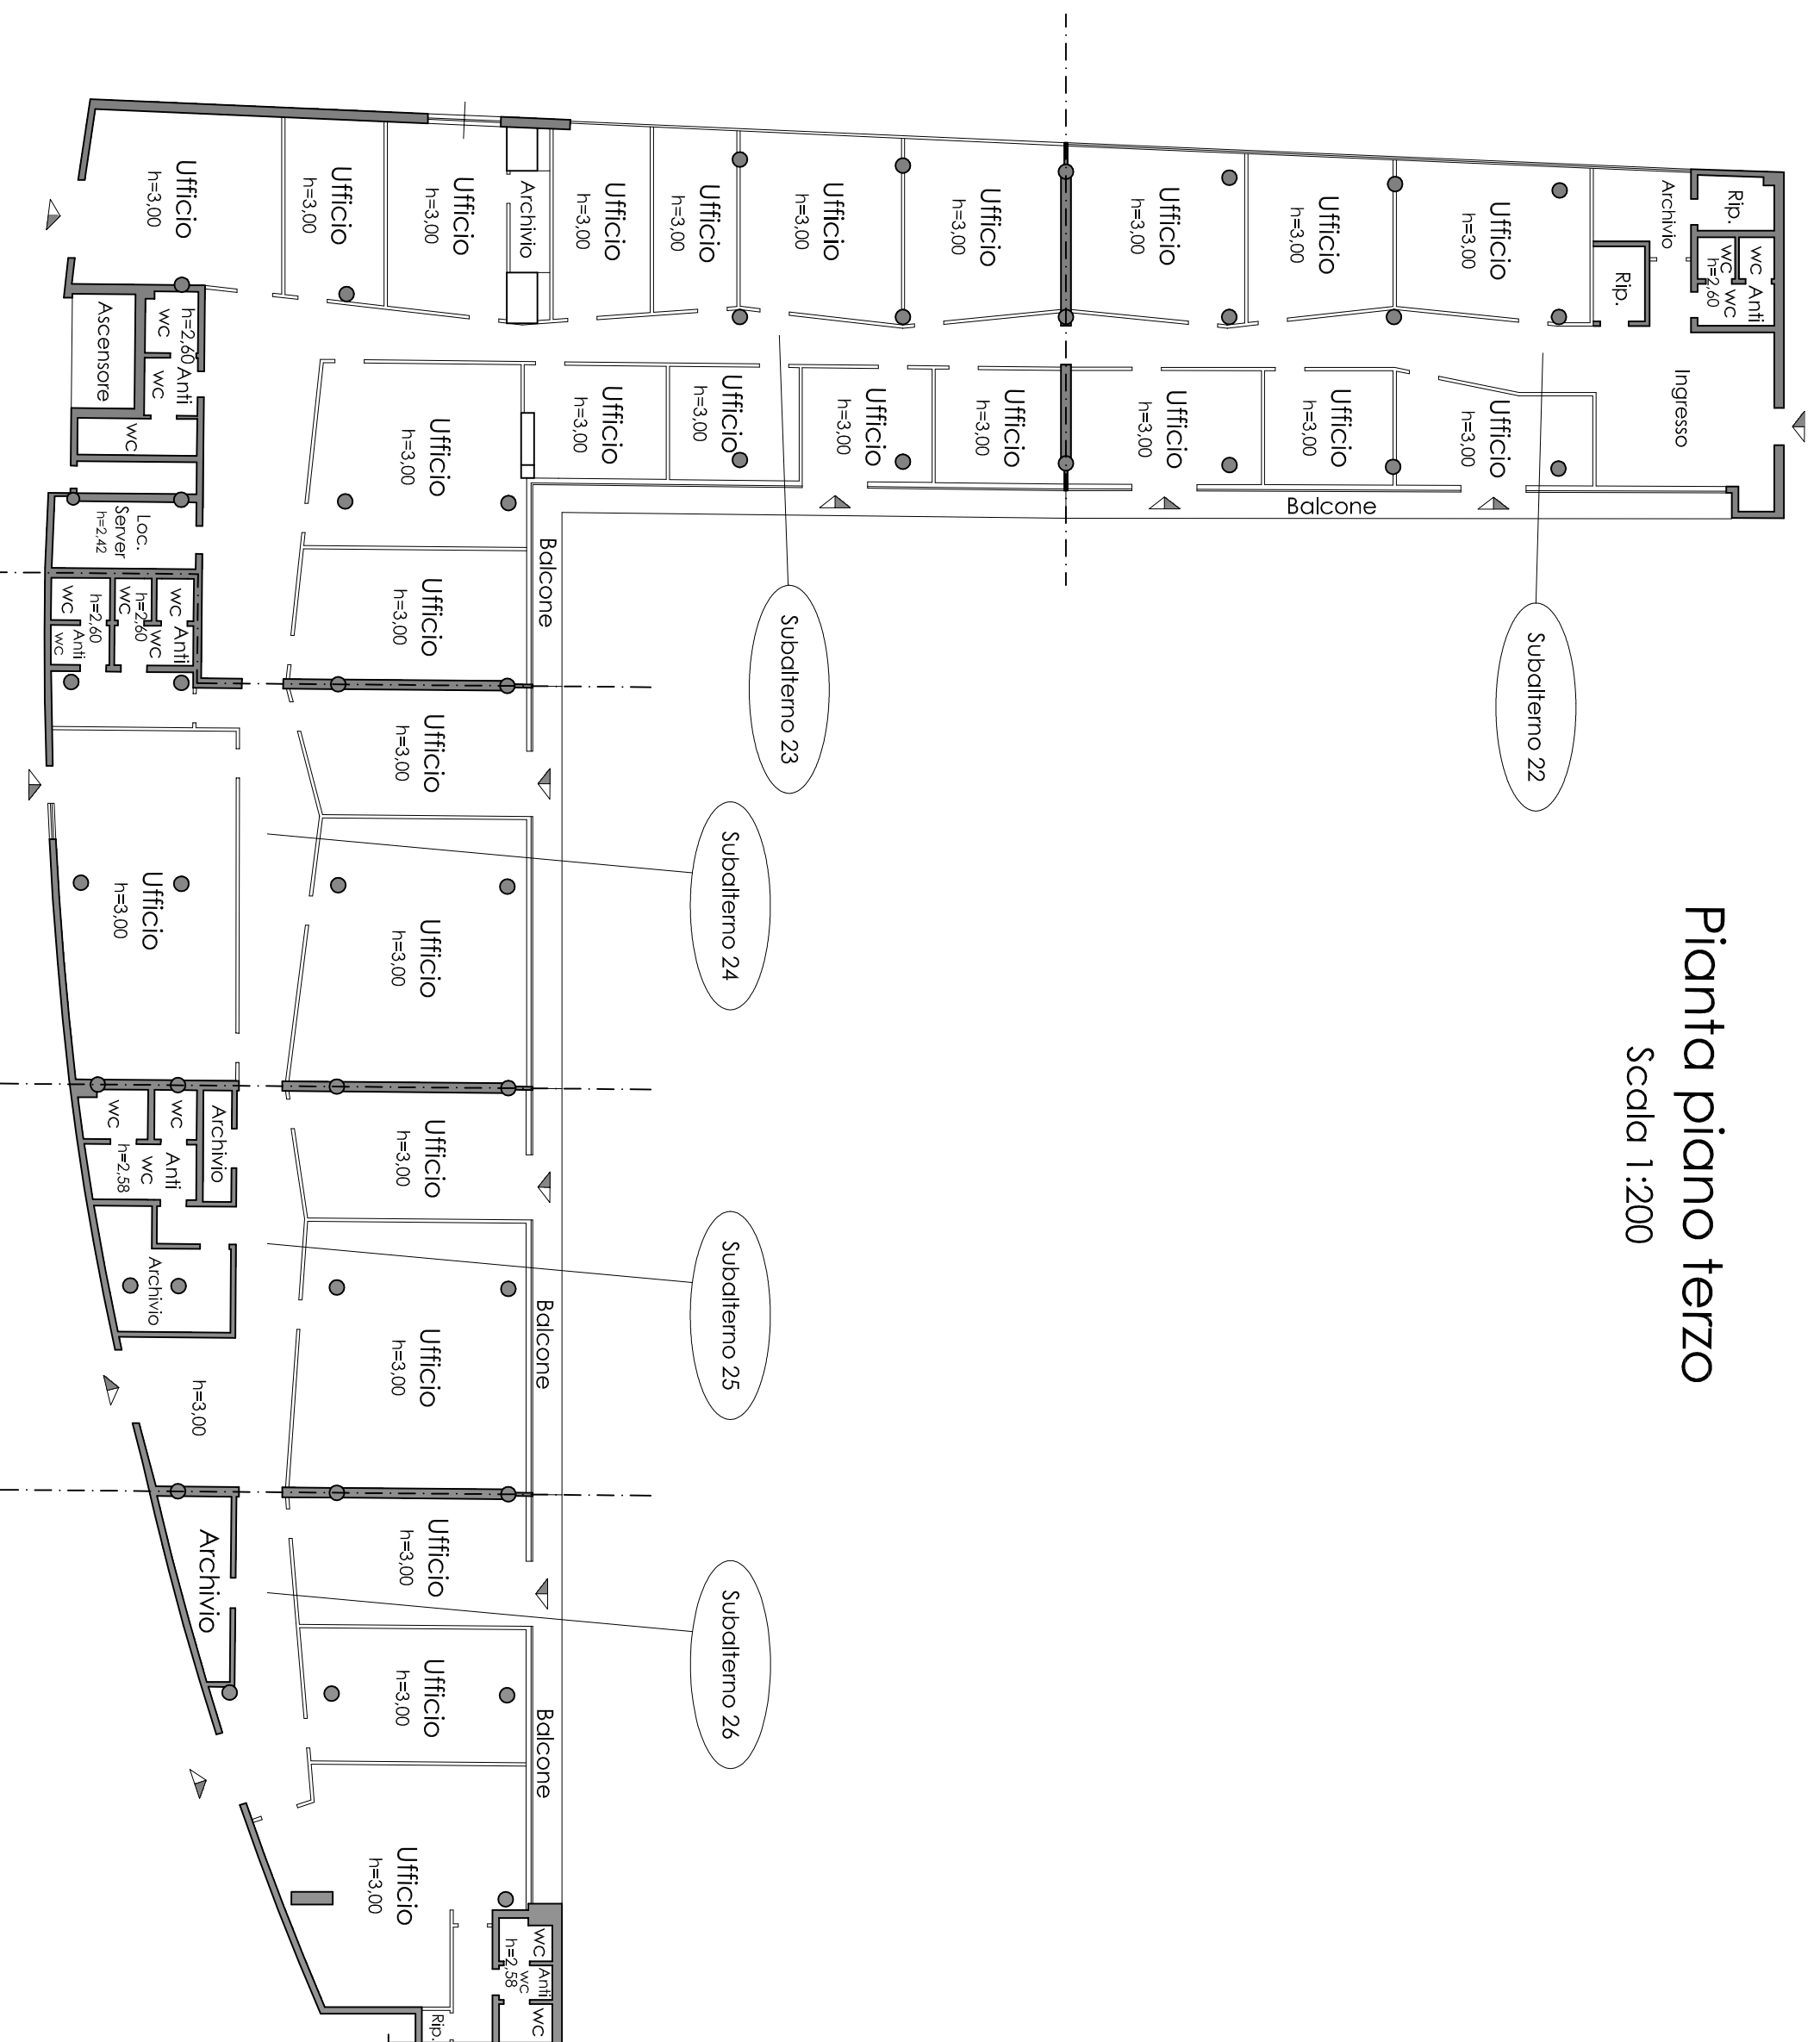 Pianta piano terzo
Scala 1:200
Rip.
wc
Anti
wc
wc
h=2,60
Archivio
Ingresso
Rip.
Subalterno 22
Ufficio
h=3,00
Ufficio
h=3,00
Ufficio
h=3,00
Ufficio
h=3,00
Balcone
Ufficio
h=3,00
Ufficio
h=3,00
Ufficio
h=3,00
Ufficio
h=3,00
Ufficio
h=3,00
Ufficio
h=3,00
Subalterno 23
Ufficio
h=3,00
Ufficio
h=3,00
Ufficio
h=3,00
Ufficio
h=3,00
Archivio
Subalterno 24
Subalterno 25
Subalterno 26
Balcone
Balcone
Balcone
Ufficio
h=3,00
Ufficio
h=3,00
Ufficio
h=3,00
Ufficio
h=3,00
Ufficio
h=3,00
Ufficio
h=3,00
Ufficio
h=3,00
Ufficio
h=3,00
Ufficio
h=3,00
Ufficio
h=3,00
Ufficio
h=3,00
wc
Anti
wc
wc
h=2,58
Rip.
Ufficio
h=3,00
Ufficio
h=3,00
h=2,60
Anti
wc
wc
wc
Ascensore
Loc.
Server
h=2,42
wc
Anti
wc
h=2,60
wc
h=2,60
Anti
wc
wc
Ufficio
h=3,00
Archivio
wc
Anti
wc
h=2,58
wc
Archivio
h=3,00
Archivio